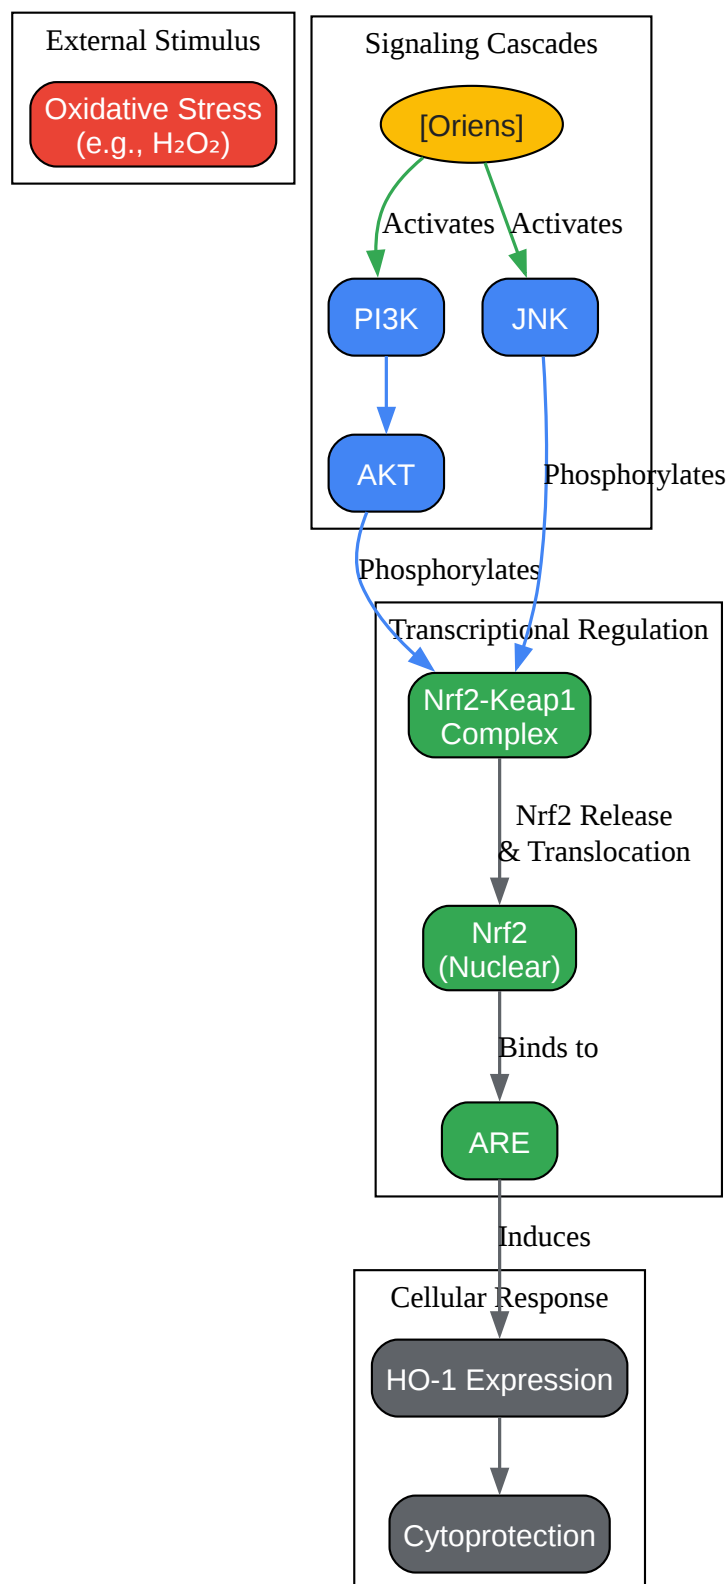 External Stimulus
Oxidative Stress
(e.g., H₂O₂)
Signaling Cascades
[Oriens]
Activates
Activates
PI3K
JNK
AKT
Phosphorylates
Phosphorylates
Transcriptional Regulation
Nrf2-Keap1
Complex
Nrf2 Release
& Translocation
Nrf2
(Nuclear)
Binds to
ARE
Induces
Cellular Response
HO-1 Expression
Cytoprotection